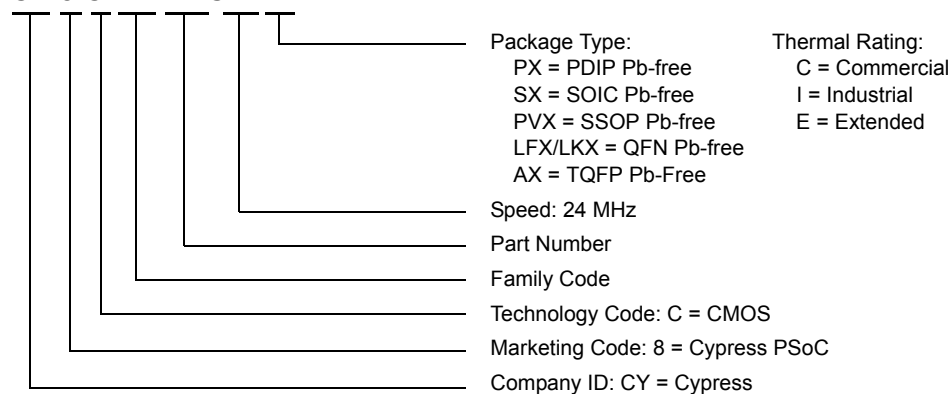 Package Type: Thermal Rating:
PX = PDIP Pb-free C = Commercial
SX = SOIC Pb-free I = Industrial
PVX = SSOP Pb-free E = Extended
LFX/LKX = QFN Pb-free
AX = TQFP Pb-Free
Speed: 24 MHz
Part Number
Family Code
Technology Code: C = CMOS
Marketing Code: 8 = Cypress PSoC
Company ID: CY = Cypress